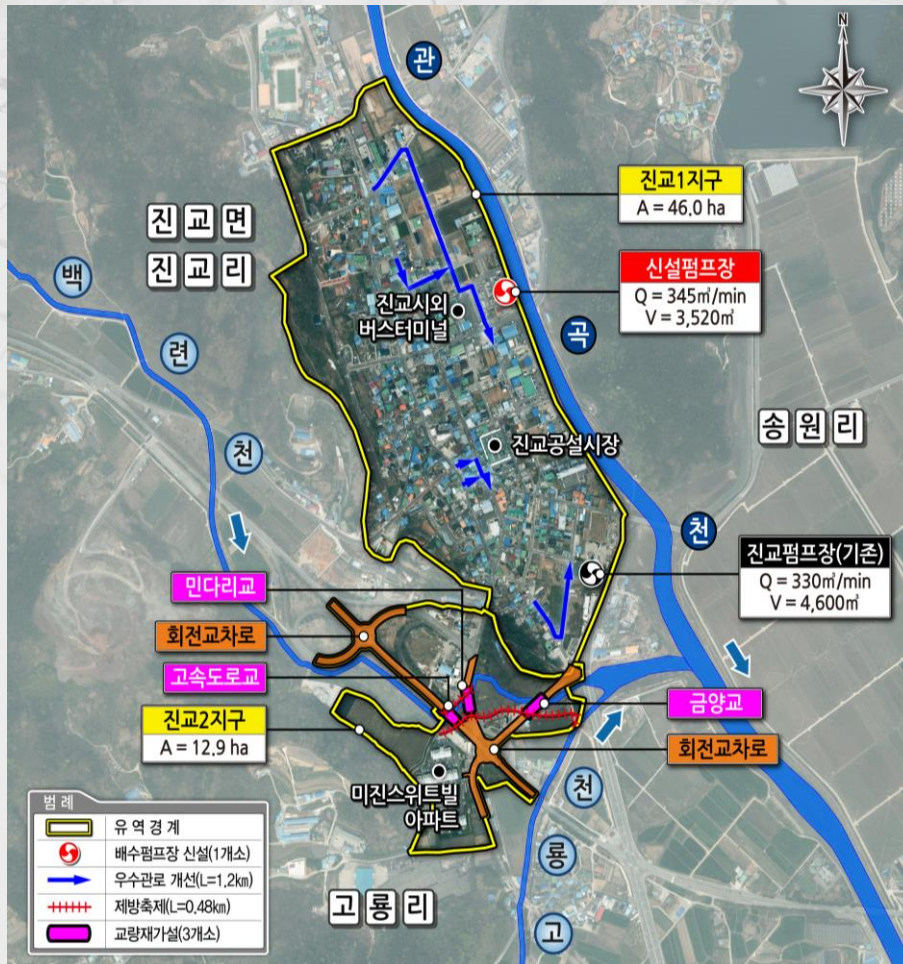 N
관
진교1지구
A = 46.0 ha
진교면
진교리
신설펌프장
Q = 345㎥/min
V = 3,520㎥
백
진교시외
버스터미널
곡
련
송원리
천
진교공설시장
천
진교펌프장(기존)
Q = 330㎥/min
V = 4,600㎥
민다리교
회전교차로
고속도로교
금양교
진교2지구
A = 12.9 ha
회전교차로
미진스위트빌
아파트
천
룡
고
고룡리
범례
유역경계
배수펌프장 신설(1개소)
우수관로 개선(L=1.2km)
제방축제(L=0.48km)
교량재가설(3개소)